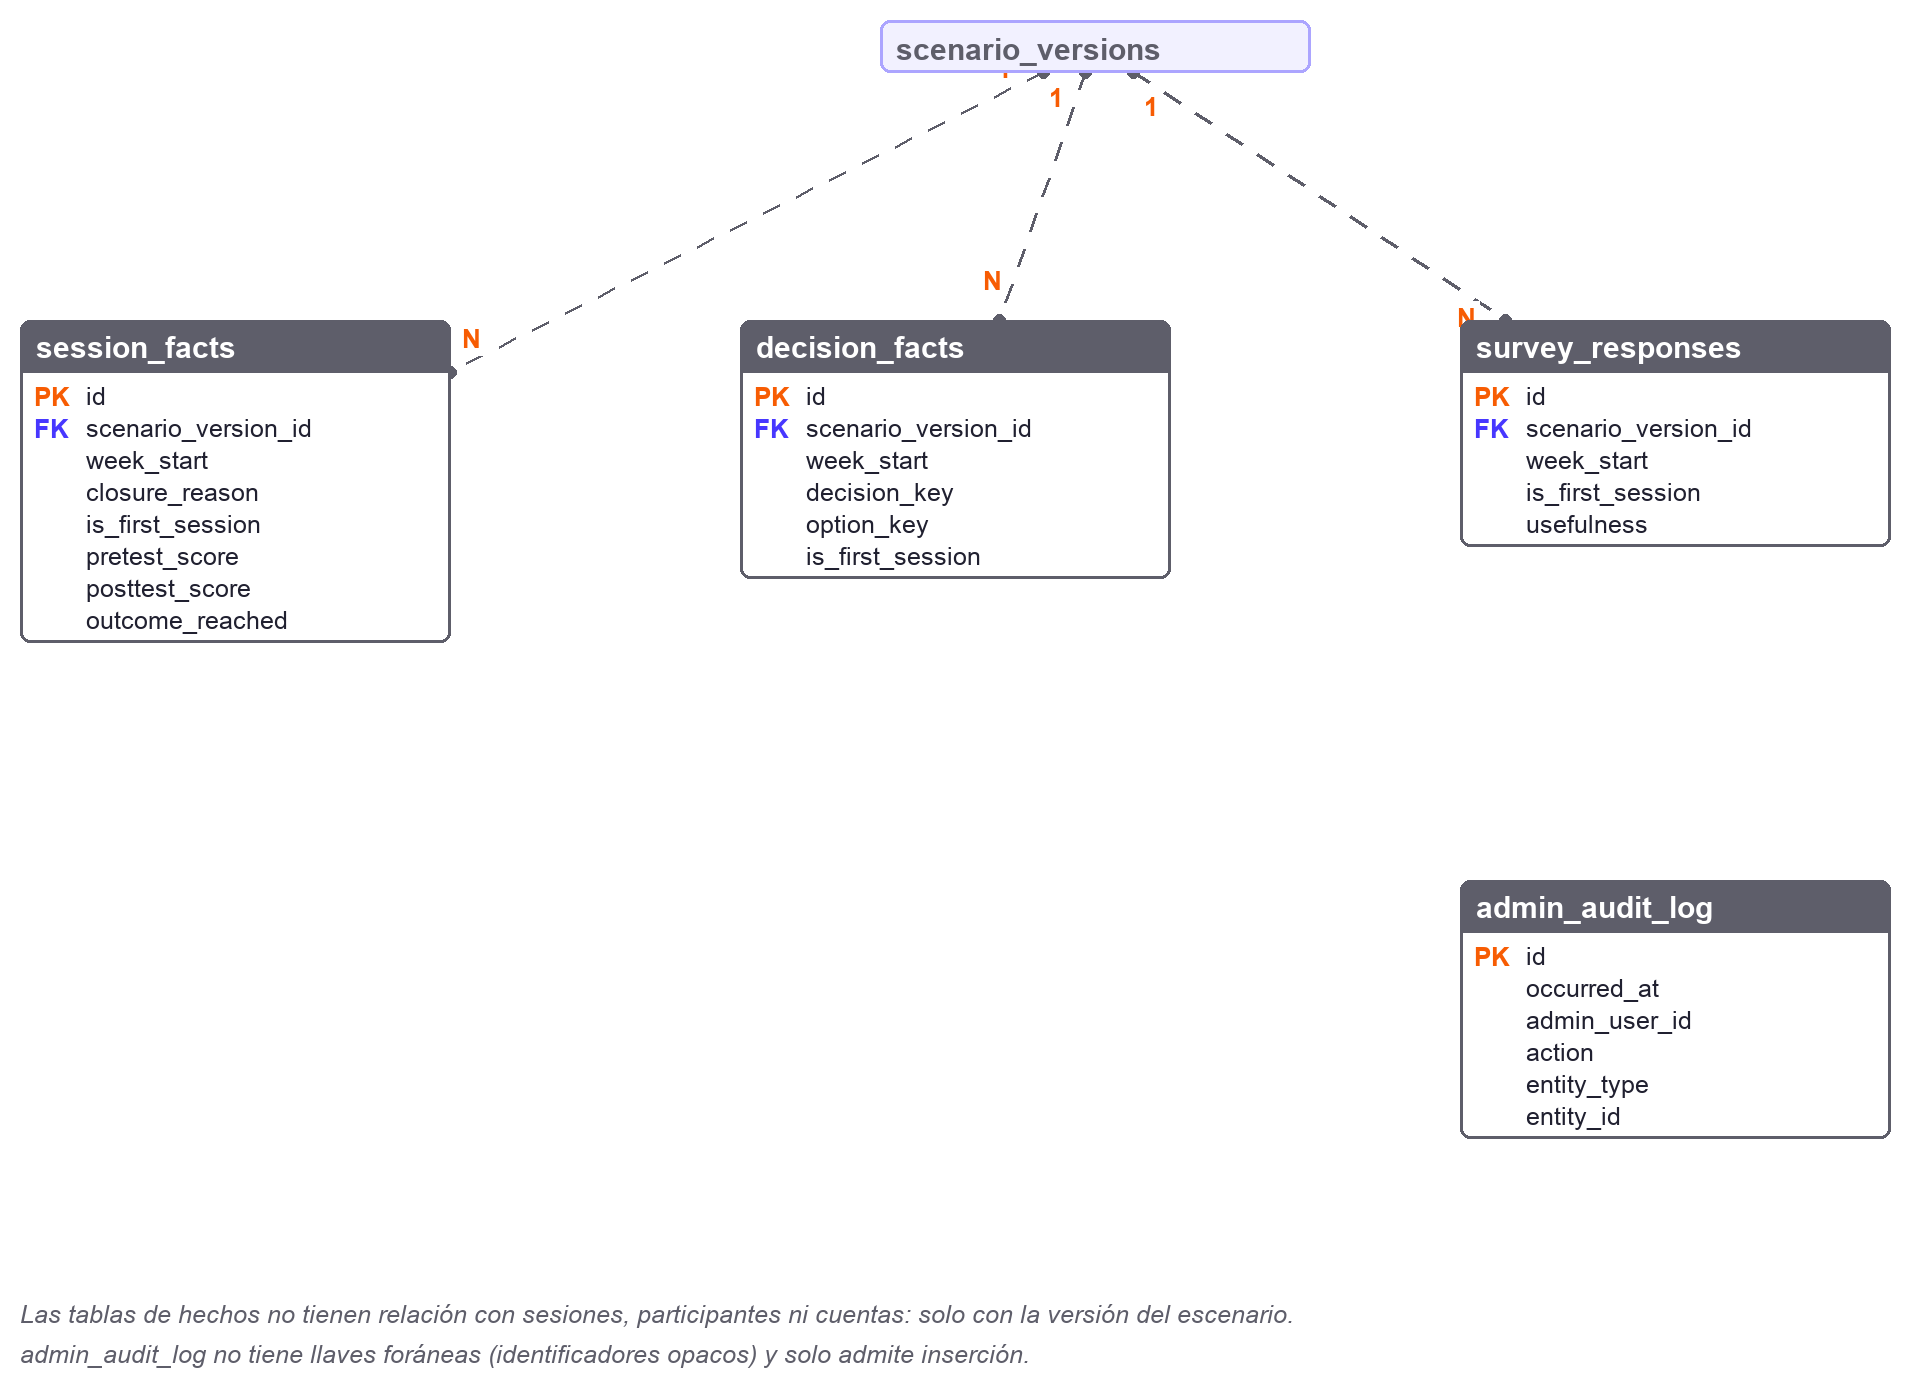 scenario_versions
1
1
N
N
N
session_facts
PK id
FK scenario_version_id
week_start
closure_reason
is_first_session
pretest_score
posttest_score
outcome_reached
decision_facts
PK id
FK scenario_version_id
week_start
decision_key
option_key
is_first_session
survey_responses
PK id
FK scenario_version_id
week_start
is_first_session
usefulness
admin_audit_log
PK id
occurred_at
admin_user_id
action
entity_type
entity_id
Las tablas de hechos no tienen relación con sesiones, participantes ni cuentas: solo con la versión del escenario.
admin_audit_log no tiene llaves foráneas (identificadores opacos) y solo admite inserción.